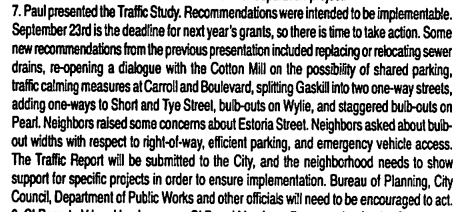 7. Paul presented the Traffic Study. Recommendations were intended to be implementable.
September 23rd is the deadline for next year's grants, so there is time to take action. Some
new recommendations from the previous presentation included replacing or relocating sewer
drains, re-opening a dialogue with the Cotton Mill on the possibility of shared parking,
traffic calming measures at Carroll and Boulevard, splitting Gaskill into two one-way streets,
adding one-ways to Short and Tye Street, bulb-outs on Wylie, and staggered bulb-outs on
Pearl. Neighbors raised some concerns about Estoria Street. Neighbors asked about bulb-
out widths with respect to right-of-way, efficient parking, and emergency vehicle access.
The Traffic Report will be submitted to the City, and the neighborhood needs to show
support for specific projects in order to ensure implementation. Bureau of Planning, City
Council, Department of Public Works and other officials will need to be encouraged to act.